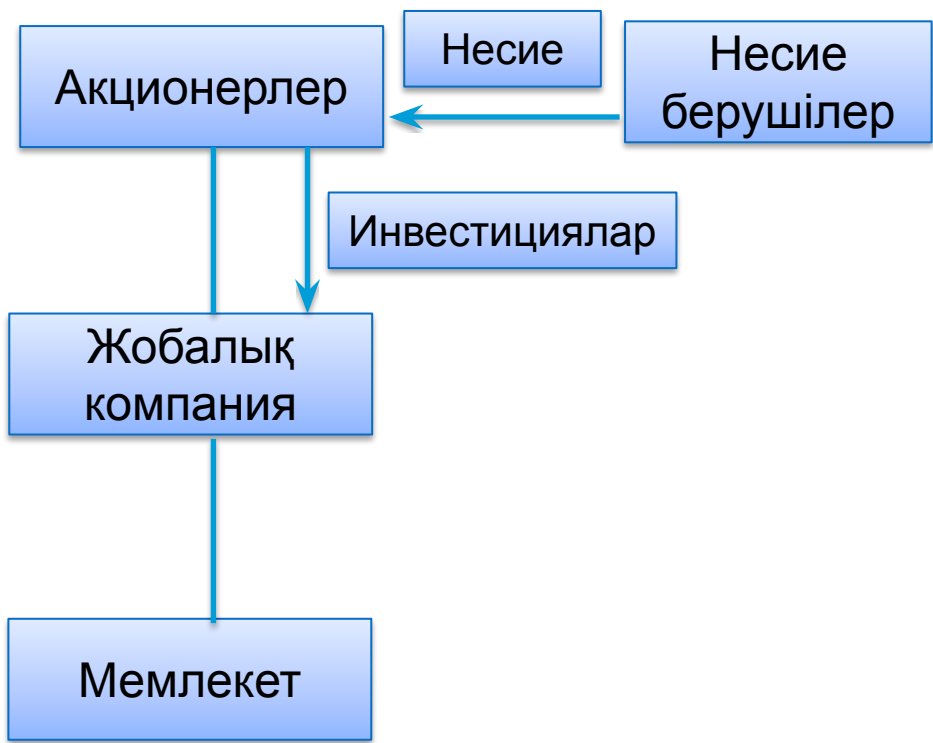 Акционерлер
Несие
Несие
берушілер
Инвестициялар
Жобалық
компания
Мемлекет